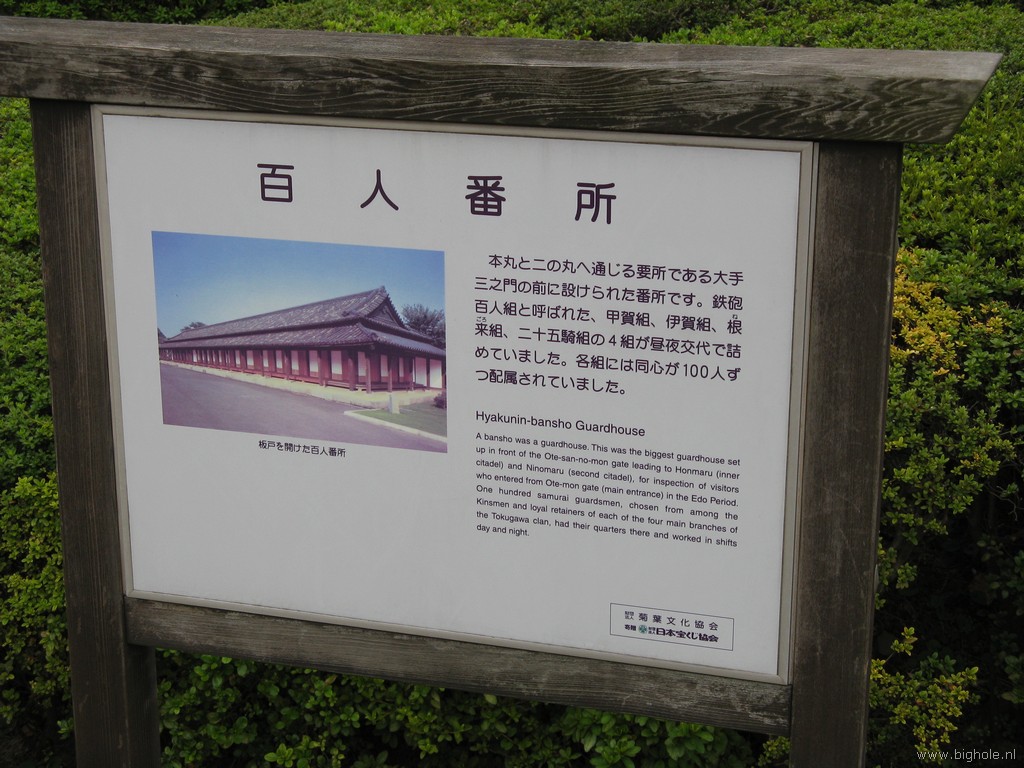 百人番所
本丸と二の丸へ通じる要所である大手
三之門の前に設けられた番所です。鉄砲
百人組と呼ばれた、甲賀組、伊賀組、根
来組、二十五騎組の4組が昼夜交代で詰
めていました。各組には同心が100人ず
つ配属されていました。
板戸を開けた百人番所
Hyakunin-bansho Guardhouse
A bansho was a guardhouse. This was the biggest guardhouse set
up in front of the Ote-san-no-mon gate leading to Honmaru (inner
citadel) and Ninomaru (second citadel), for inspection of visitors
who entered from Ote-mon gate (main entrance) in the Edo Period.
One hundred samurai guardsmen, chosen from among the
Kinsmen and loyal retainers of each of the four main branches of
the Tokugawa clan, had their quarters there and worked in shifts
day and night.
菊葉文化協会
日本宝くじ協会
www.bighole.nl